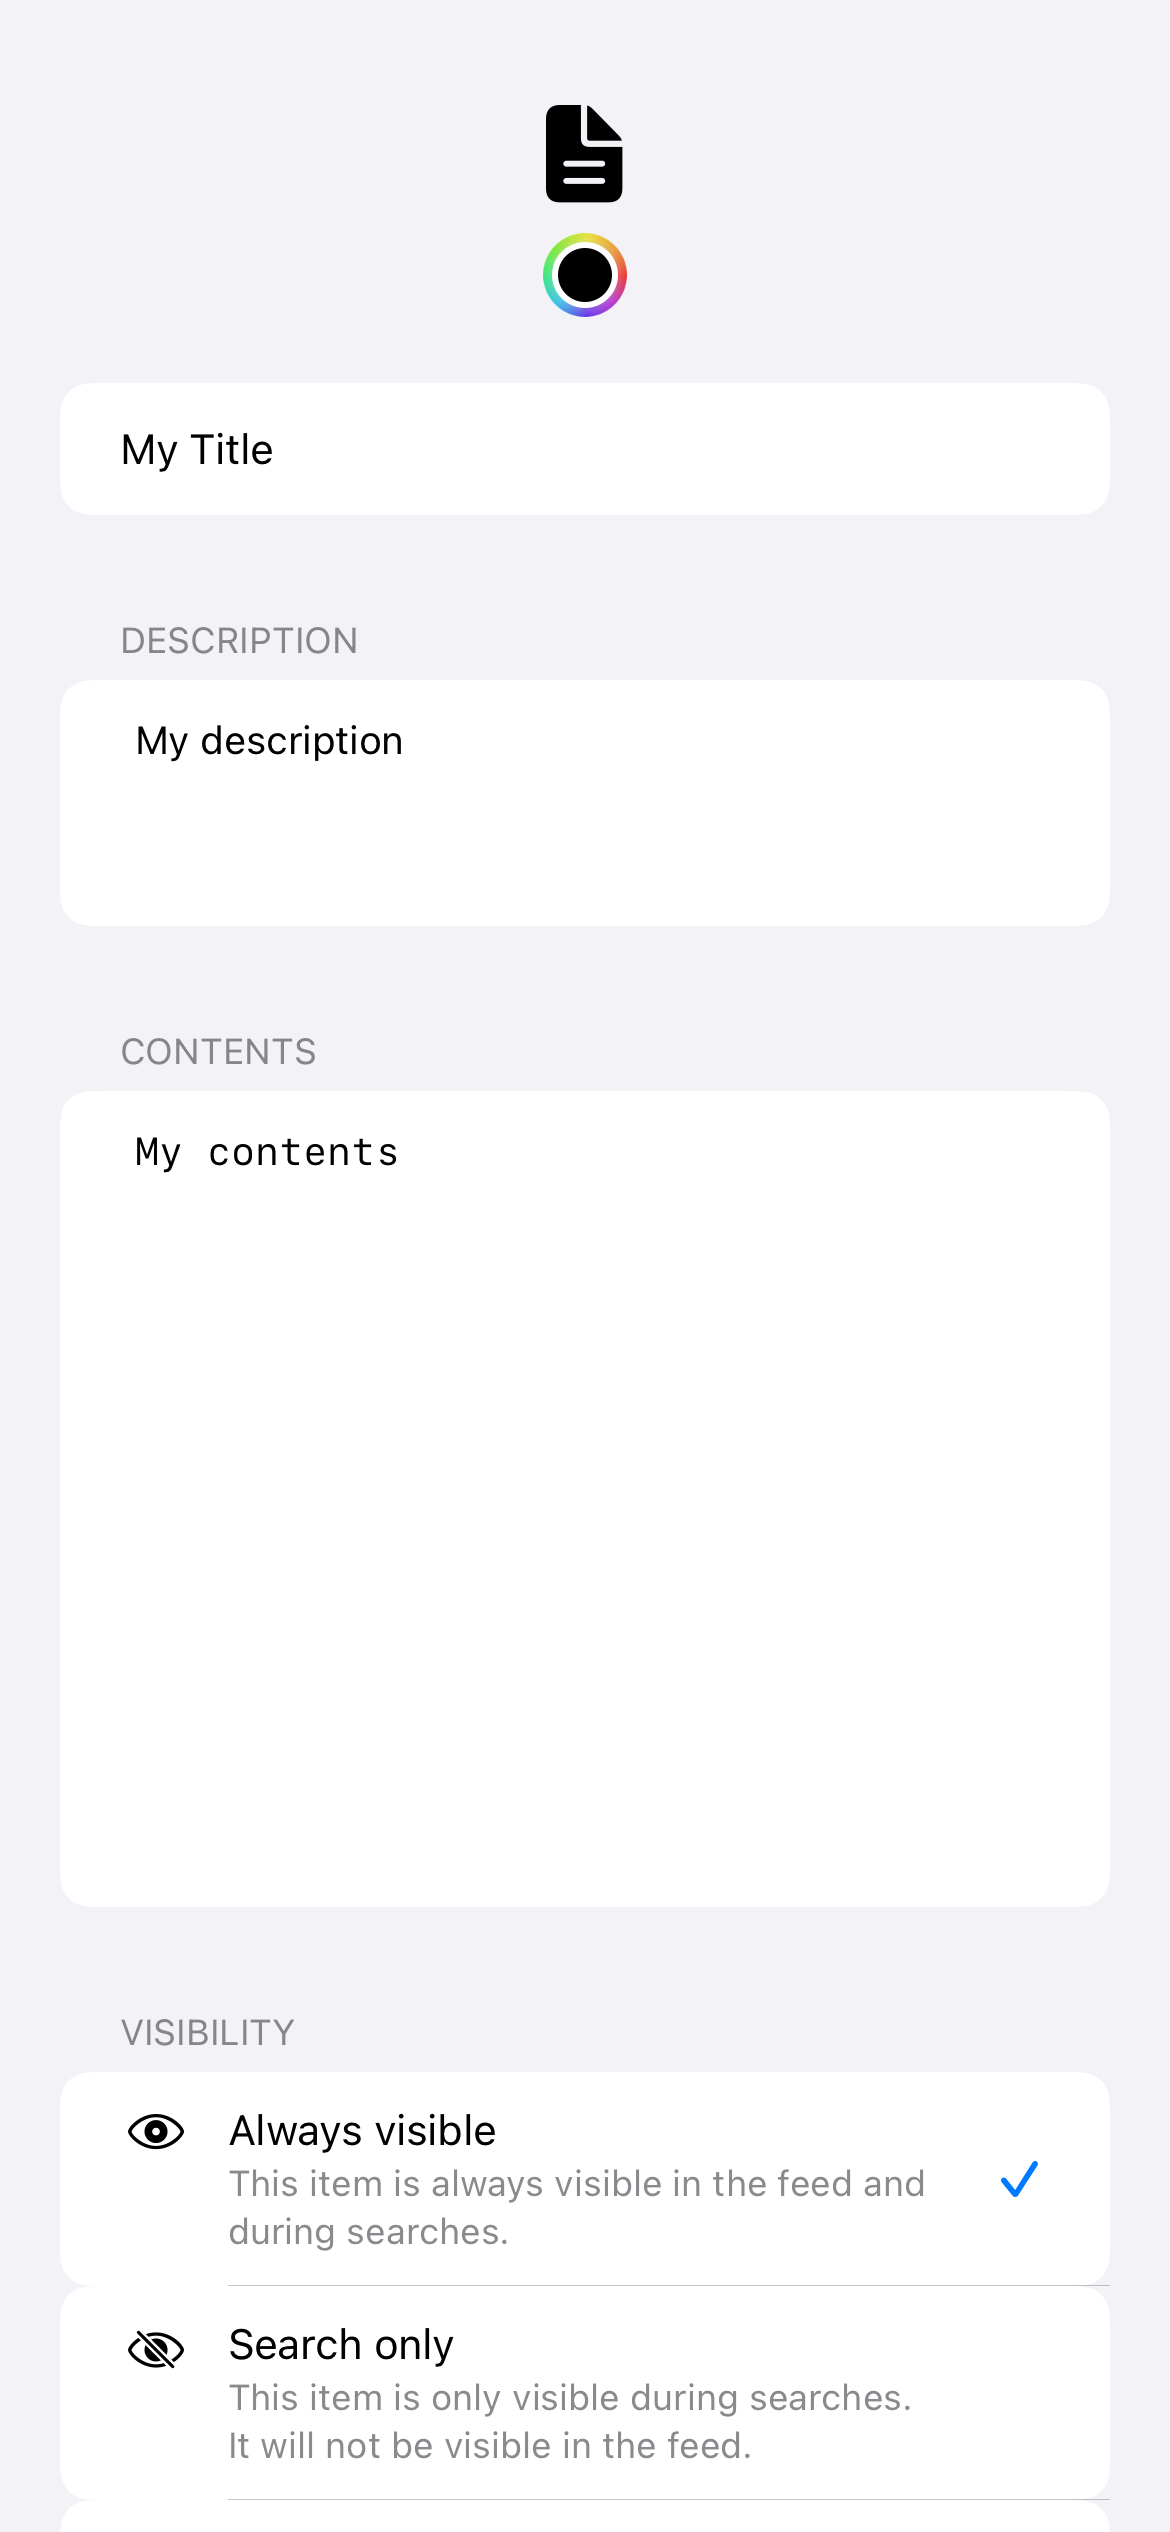 My Title
DESCRIPTION
My description
CONTENTS
My contents
VISIBILITY
Always visible
This item is always visible in the feed and
during searches.
Search only
This item is only visible during searches.
It will not be visible in the feed.